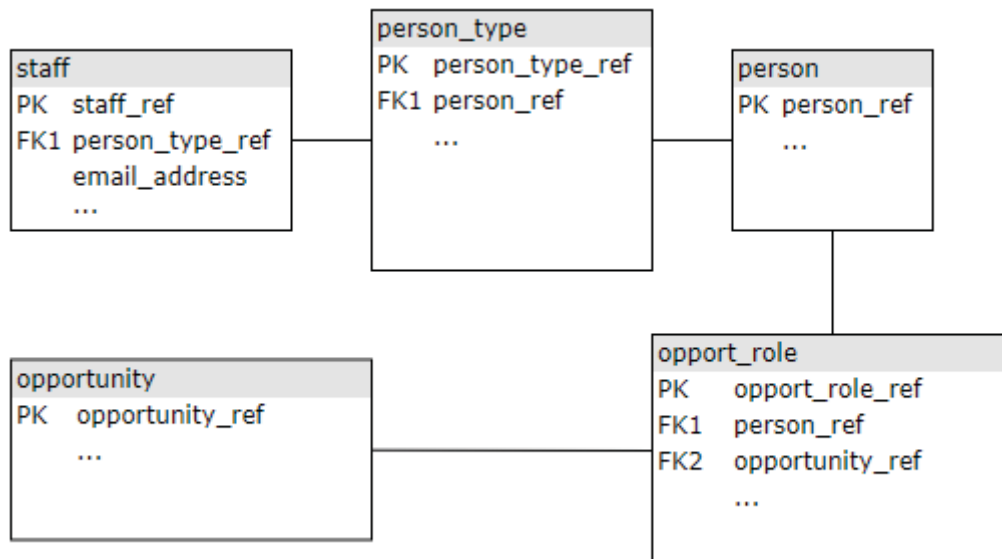 staff
PK staff_ref
FK1 person_type_ref
email_address
...
person_type
PK person_type_ref
FK1 person_ref
...
person
PK person_ref
...
opportunity
PK opportunity_ref
...
opport_role
PK opport_role_ref
FK1 person_ref
FK2 opportunity_ref
...